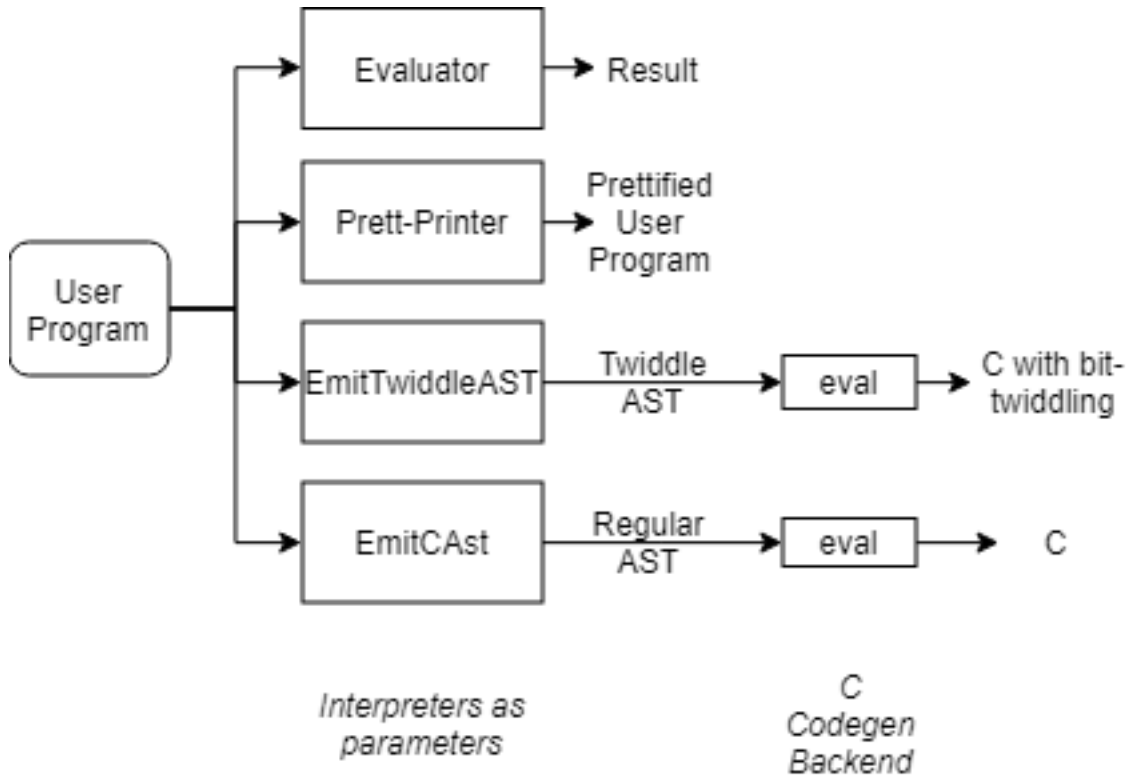 Evaluator
Result
Prett-Printer
Prettified
User
Program
User
Program
EmitTwiddleAST
Twiddle
AST
eval
C with bit-
twiddling
EmitCAst
Regular
AST
eval
C
Interpreters as
parameters
C
Codegen
Backend